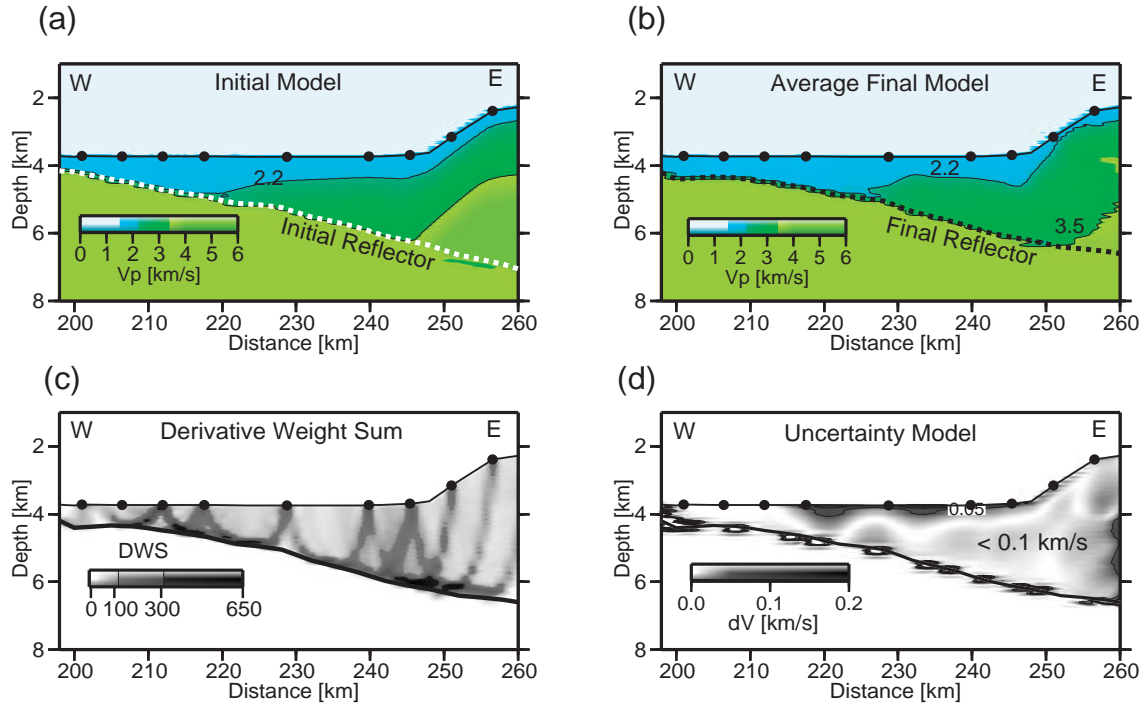 (a)
W Initial Model E
2
4
6
8
Depth [km]
2.2
Initial Reflector
0 1 2 3 4 5 6
Vp [km/s]
200 210 220 230 240 250 260
Distance [km]
(b)
W Average Final Model E
2
4
6
8
Depth [km]
2.2
3.5
Final Reflector
0 1 2 3 4 5 6
Vp [km/s]
200 210 220 230 240 250 260
Distance [km]
(c)
W Derivative Weight Sum E
2
4
6
8
Depth [km]
DWS
0 100 300 650
200 210 220 230 240 250 260
Distance [km]
(d)
W Uncertainty Model E
2
4
6
8
Depth [km]
0.05
< 0.1 km/s
0.0 0.1 0.2
dV [km/s]
200 210 220 230 240 250 260
Distance [km]